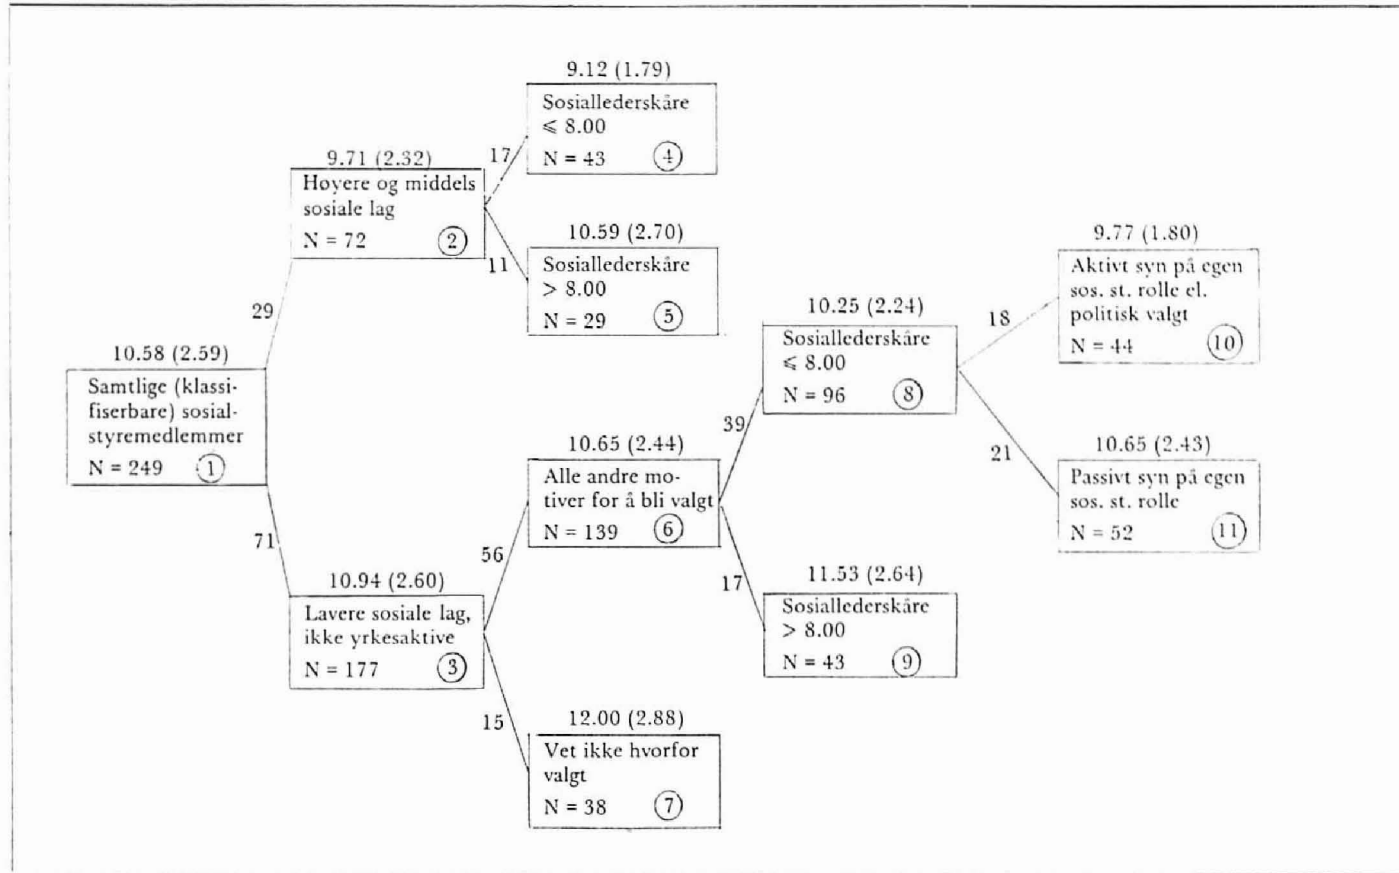 9.12 (1.79)
Sosiallederskåre
≤ 8.00
N = 43 4
17
9.71 (2.32)
Hoyere og middels
sosiale lag
N = 72 2
11
10.59 (2.70)
Sosiallederskåre
> 8.00
N = 29 5
29
10.58 (2.59)
Samtlige (klassi-
fiserbare) sosial-
styremedlemmer
N = 249 1
71
10.94 (2.60)
Lavere sosiale lag,
ikke yrkesaktive
N = 177 3
56
10.65 (2.44)
Alle andre mo-
tiver for å bli valgt
N = 139 6
15
12.00 (2.88)
Vet ikke hvorfor
valgt
N = 38 7
39
10.25 (2.24)
Sosiallederskåre
≤ 8.00
N = 96 8
17
11.53 (2.64)
Sosiallederskåre
> 8.00
N = 43 9
18
9.77 (1.80)
Aktivt syn på egen
sos. st. rolle el.
politisk valgt
N = 44 10
21
10.65 (2.43)
Passivt syn på egen
sos. st. rolle
N = 52 11